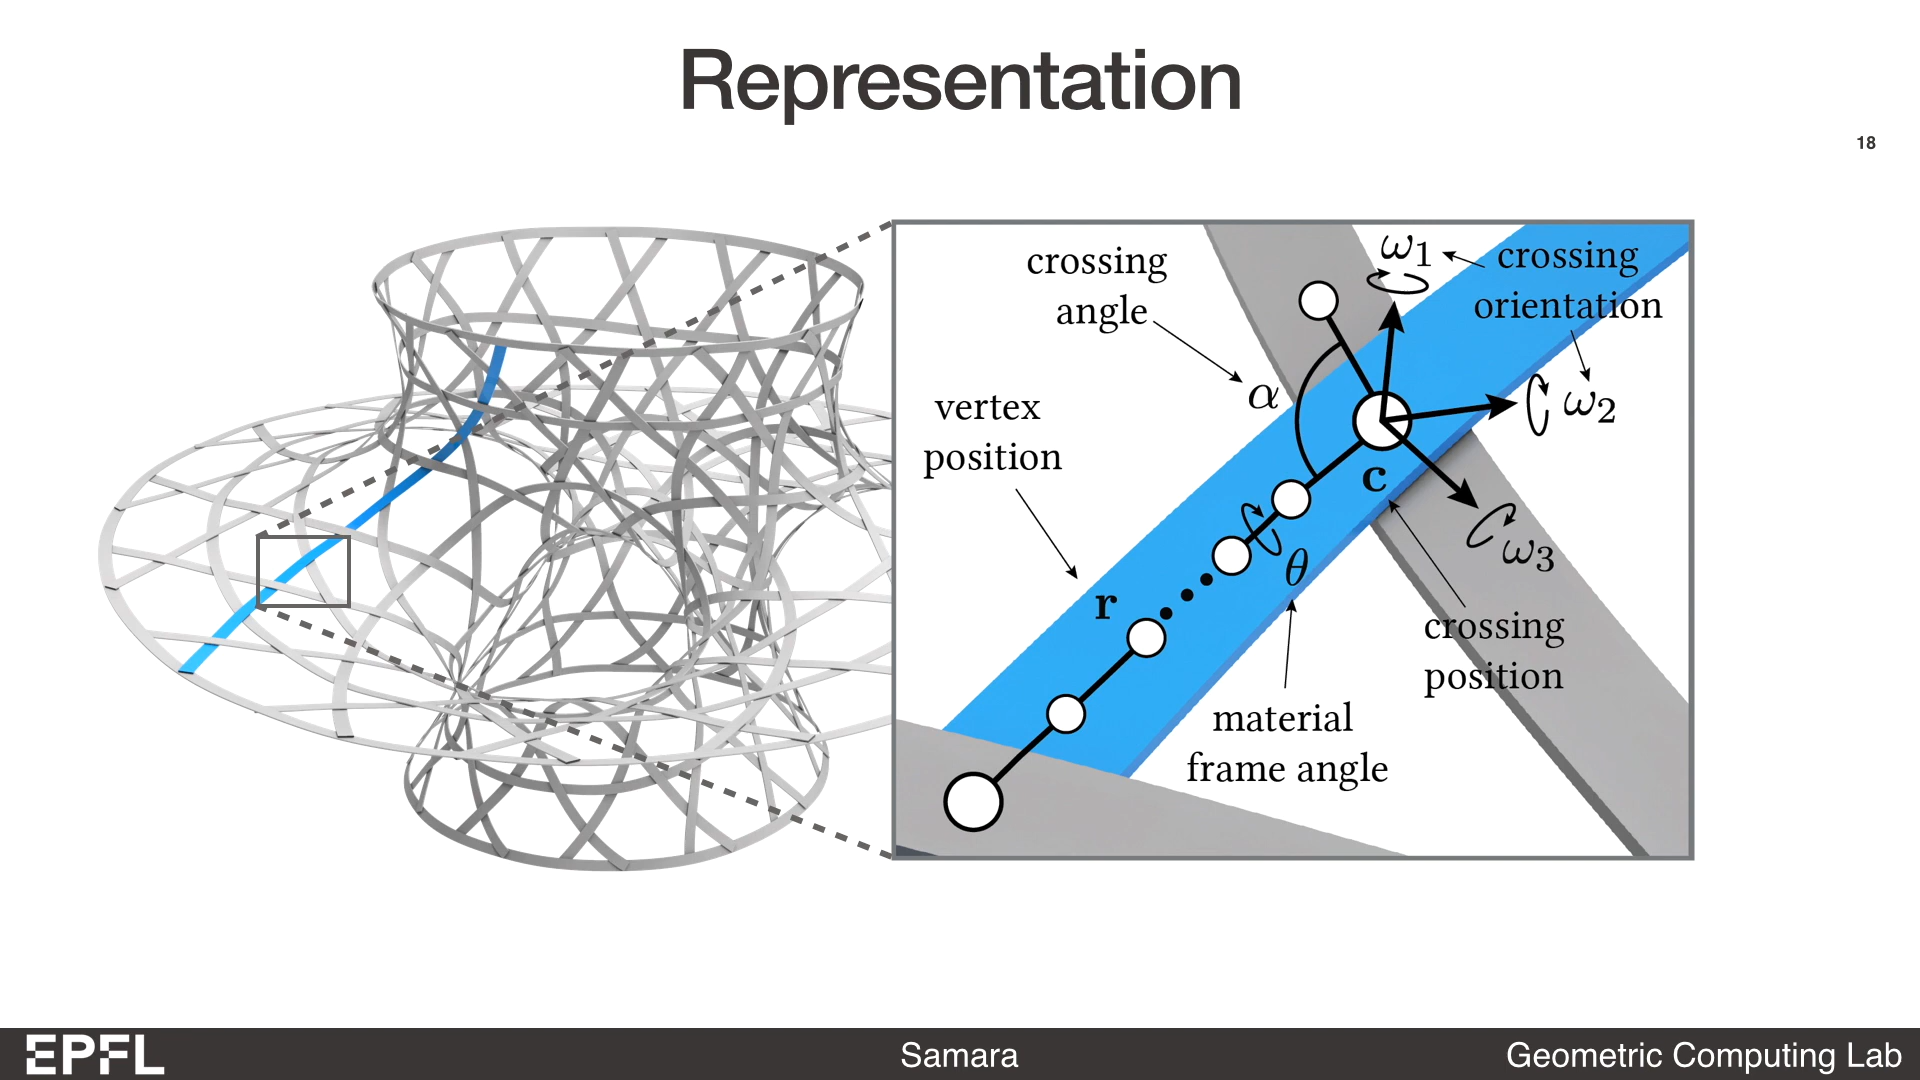 Representation
18
crossing
angle
α
vertex
position
r
ω1
crossing
orientation
ω2
c
ω3
θ
crossing
position
material
frame angle
EPFL
Samara
Geometric Computing Lab